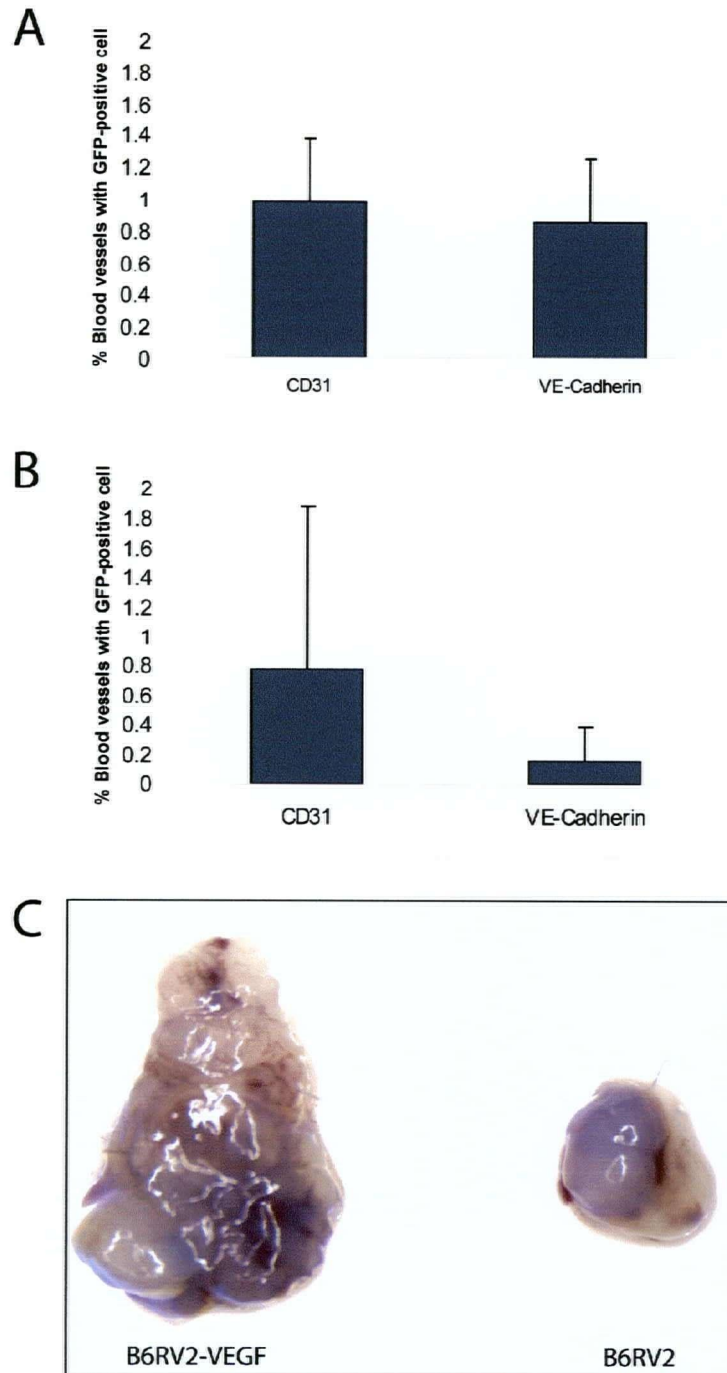 A
% Blood vessels with GFP-positive cell
2
1.8
1.6
1.4
1.2
1
0.8
0.6
0.4
0.2
0
CD31 VE-Cadherin
B
% Blood vessels with GFP-positive cell
2
1.8
1.6
1.4
1.2
1
0.8
0.6
0.4
0.2
0
CD31 VE-Cadherin
C
B6RV2-VEGF B6RV2